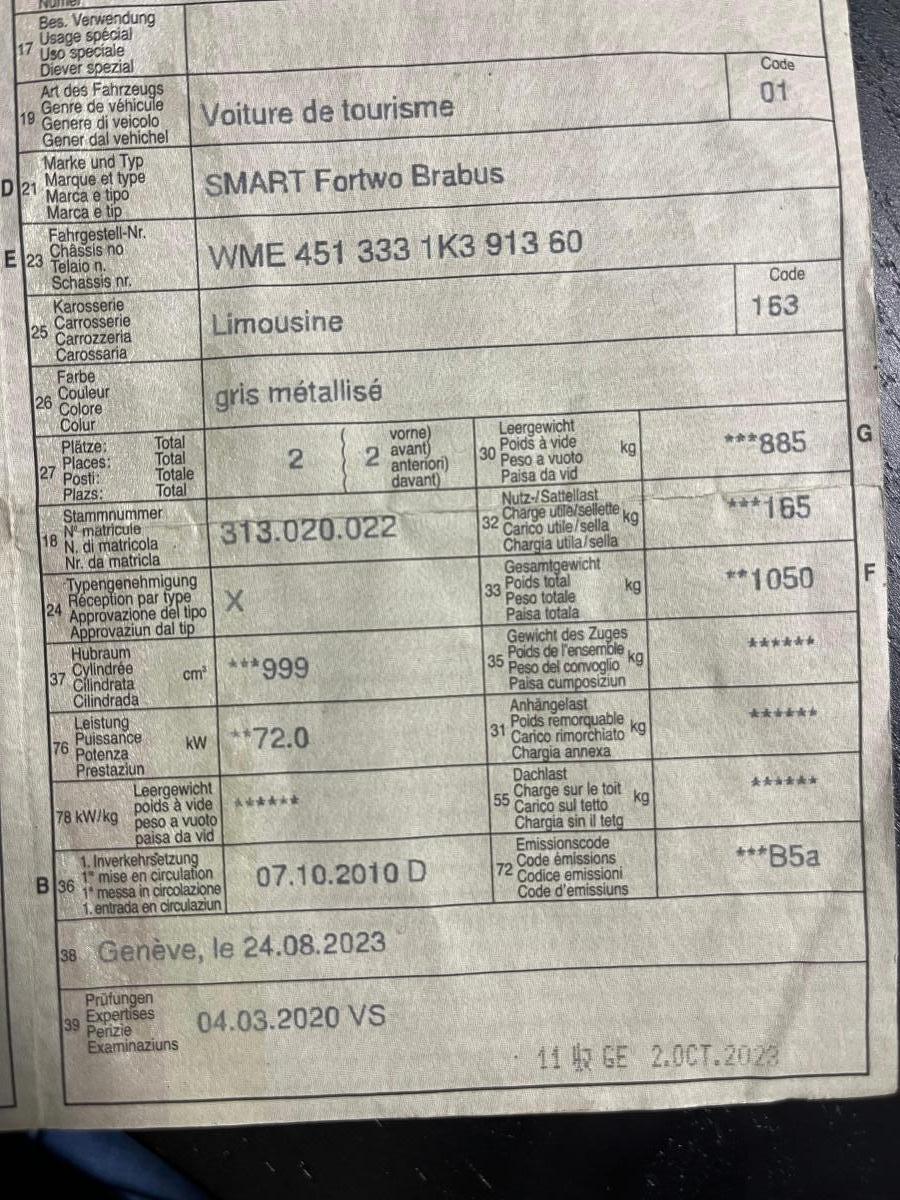 17 Bes. Verwendung
Usage spécial
Uso speciale
Diever spezial
19 Art des Fahrzeugs
Genre de véhicule
Genere di veicolo
Gener dal vehichel
Voiture de tourisme
Code
01
D 21 Marke und Typ
Marque et type
Marca e tipo
Marca e tip
SMART Fortwo Brabus
E 23 Fahrgestell-Nr.
Châssis no
Telaio n.
Schassis nr.
WME 451 333 1K3 913 60
25 Karosserie
Carrosserie
Carrozzeria
Carossaria
Limousine
Code
163
26 Farbe
Couleur
Colore
Colur
gris métallisé
27 Plätze: Total
Places: Total
Posti: Totale
Plazs: Total
2 { 2 vorne)
avant)
anteriori)
davant)
30 Leergewicht
Poids à vide
Peso a vuoto
Paisa da vid
kg
***885
G
18 Stammnummer
N° matricule
N. di matricola
Nr. da matricla
313.020.022
32 Nutz-/Sattellast
Charge utile/sellette
Carico utile/sella
Chargia utila/sella
kg
***165
24 Typengenehmigung
Réception par type
Approvazione del tipo
Approvaziun dal tip
X
33 Gesamtgewicht
Poids total
Peso totale
Paisa totala
kg
**1050
F
37 Hubraum
Cylindrée
Cilindrata
Cilindrada
cm³
***999
35 Gewicht des Zuges
Poids de l'ensemble
Peso del convoglio
Paisa cumposiziun
kg
******
76 Leistung
Puissance
Potenza
Prestaziun
kW
**72.0
31 Anhängelast
Poids remorquable
Carico rimorchiato
Chargia annexa
kg
******
78 kW/kg Leergewicht
poids à vide
peso a vuoto
paisa da vid
******
55 Dachlast
Charge sur le toit
Carico sul tetto
Chargia sin il tetg
kg
******
B 36 1. Inverkehrsetzung
1re mise en circulation
1a messa in circolazione
1. entrada en circulaziun
07.10.2010 D
72 Emissionscode
Code émissions
Codice emissioni
Code d'emissiuns
***B5a
38 Genève, le 24.08.2023
39 Prüfungen
Expertises
Perizie
Examinaziuns
04.03.2020 VS
11 GE 2.OCT.2023